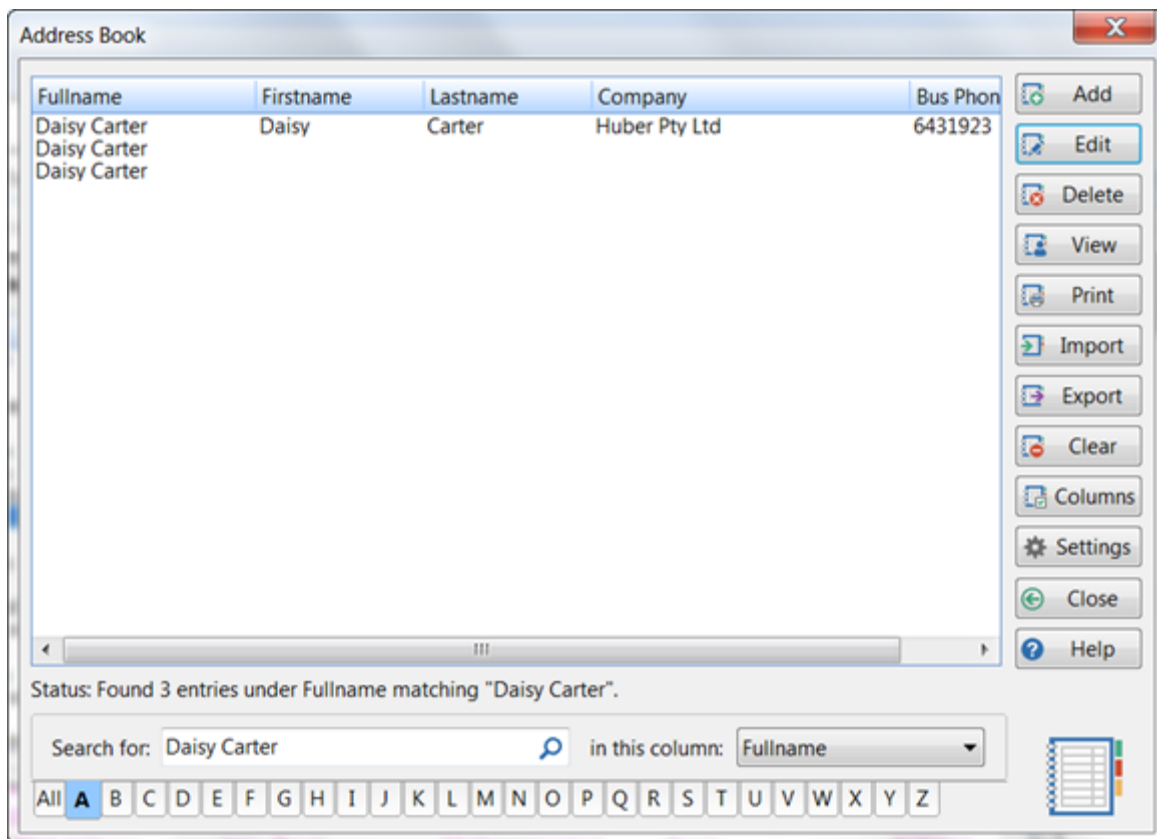 Address Book
Fullname Firstname Lastname Company Bus Phon
Daisy Carter Daisy Carter Huber Pty Ltd 6431923
Daisy Carter
Daisy Carter
Add
Edit
Delete
View
Print
Import
Export
Clear
Columns
Settings
Close
Help
Status: Found 3 entries under Fullname matching "Daisy Carter".
Search for: Daisy Carter in this column: Fullname
All A B C D E F G H I J K L M N O P Q R S T U V W X Y Z